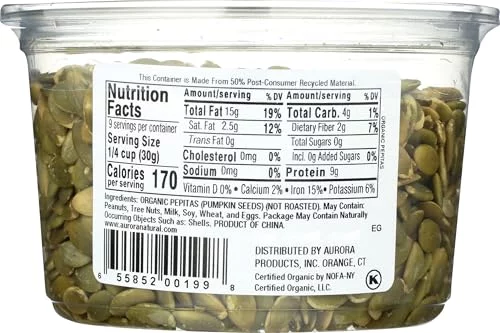 This Container is Made From 50% Post-Consumer Recycled Material.
Nutrition Facts
9 servings per container
Serving Size
1/4 cup (30g)
Calories 170
per serving
Amount/serving % DV
Total Fat 15g 19%
Sat. Fat 2.5g 12%
Trans Fat 0g
Cholesterol 0mg 0%
Sodium 0mg 0%
Amount/serving % DV
Total Carb. 4g 1%
Dietary Fiber 2g 7%
Total Sugars 0g
Incl. 0g Added Sugars 0%
Protein 9g
Vitamin D 0% • Calcium 2% • Iron 15% • Potassium 6%
ORGANIC PEPITAS
Ingredients: ORGANIC PEPITAS (PUMPKIN SEEDS) (NOT ROASTED). May Contain:
Peanuts, Tree Nuts, Milk, Soy, Wheat, and Eggs. Package May Contain Naturally
Occurring Objects Such as: Shells. PRODUCT OF CHINA.
www.auroranatural.com
EG
6 55852 00199 8
DISTRIBUTED BY AURORA
PRODUCTS, INC. ORANGE, CT
Certified Organic by NOFA-NY
Certified Organic, LLC.
K